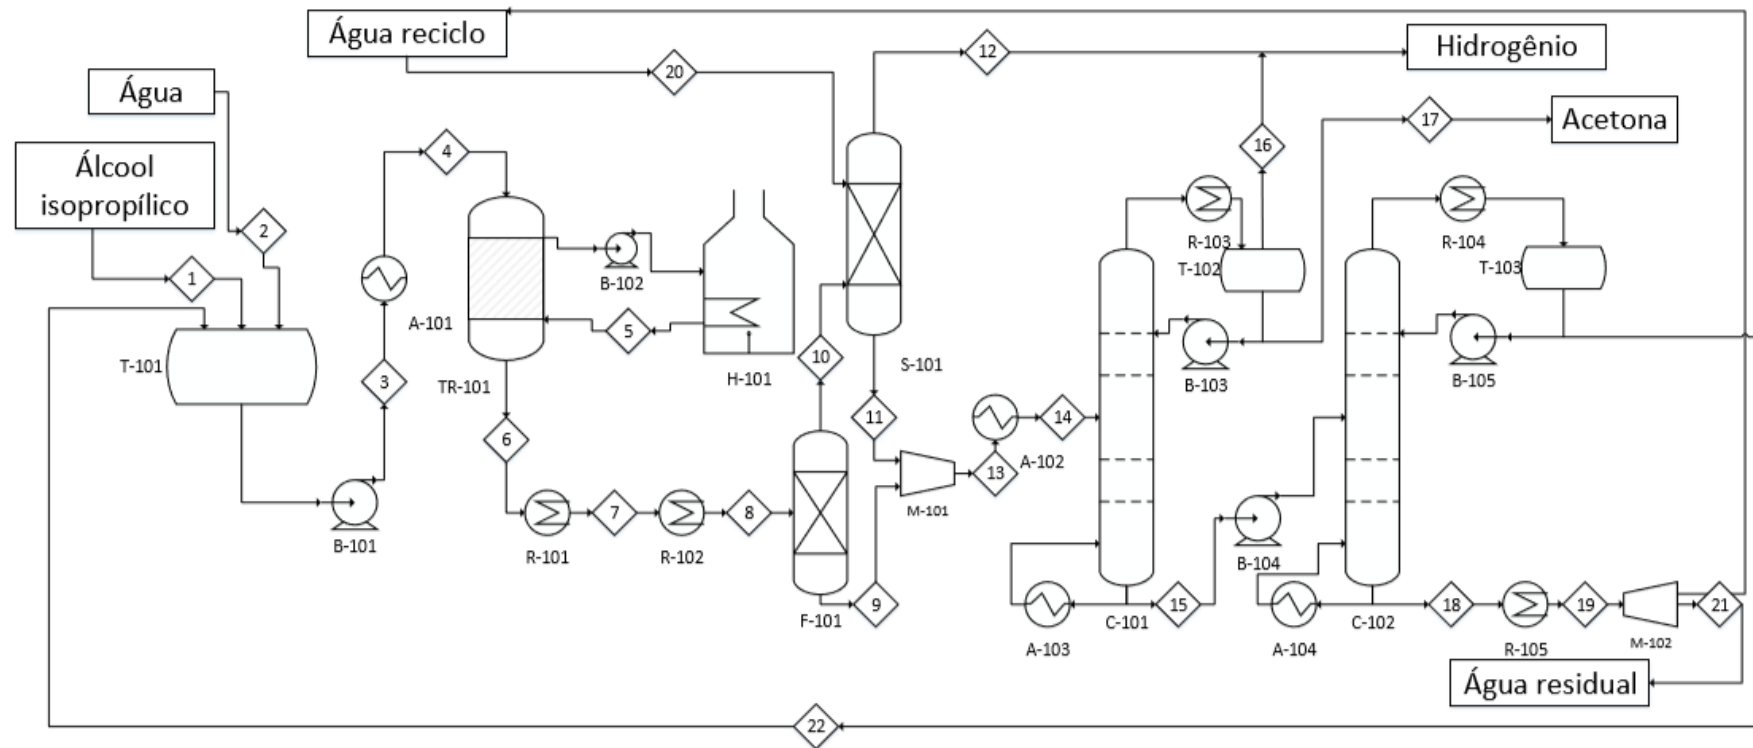 Água reciclo
12
Hidrogênio
20
Água
17
Acetona
Álcool
isopropílico
4
16
2
R-103
R-104
1
B-102
T-102
T-103
A-101
5
T-101
10
S-101
H-101
3
TR-101
B-103
B-105
11
14
6
A-102
13
7
8
M-101
B-101
R-101
R-102
B-104
9
15
18
19
21
F-101
C-101
C-102
A-103
A-104
R-105
M-102
Água residual
22